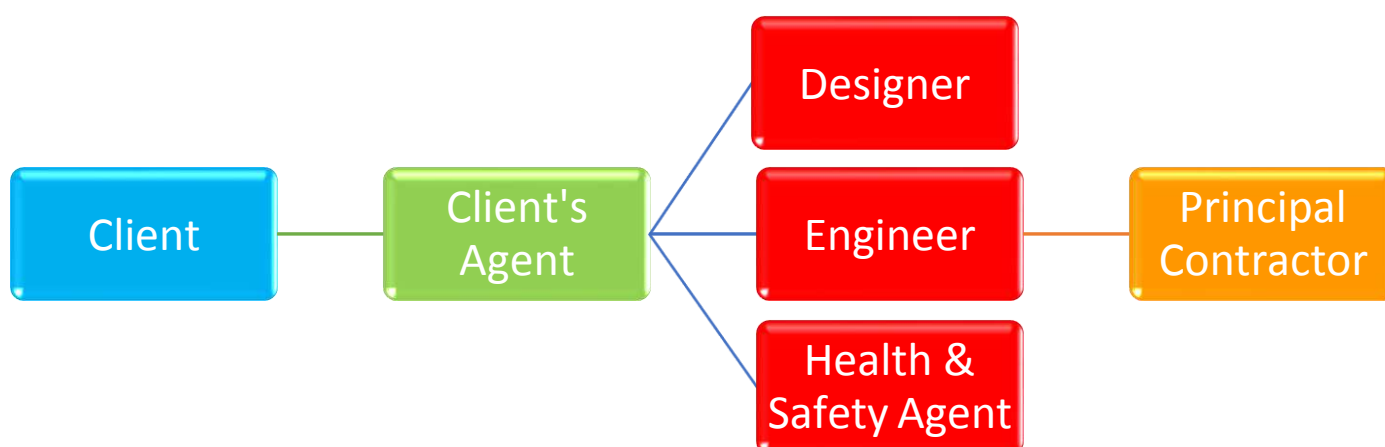 Client
Client's
Agent
Designer
Engineer
Health &
Safety Agent
Principal
Contractor